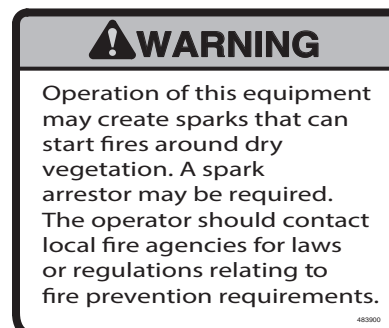 WARNING
Operation of this equipment
may create sparks that can
start fires around dry
vegetation. A spark
arrestor may be required.
The operator should contact
local fire agencies for laws
or regulations relating to
fire prevention requirements.
483900